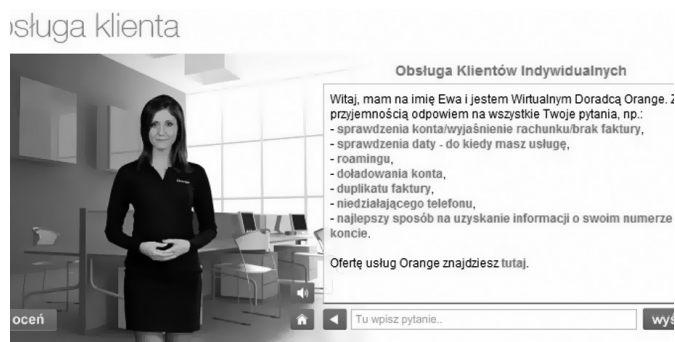 sługa klienta
Obsługa Klientów Indywidualnych
Witaj, mam na imię Ewa i jestem Wirtualnym Doradcą Orange. Z
przyjemnością odpowiem na wszystkie Twoje pytania, np.:
- sprawdzenia konta/wyjaśnienie rachunku/brak faktury,
- sprawdzenia daty - do kiedy masz usługę,
- roamingu,
- doładowania konta,
- duplikatu faktury,
- niedziałającego telefonu,
- najlepszy sposób na uzyskanie informacji o swoim numerze
koncie.
Ofertę usług Orange znajdziesz tutaj.
oceń
Tu wpisz pytanie..
wyś